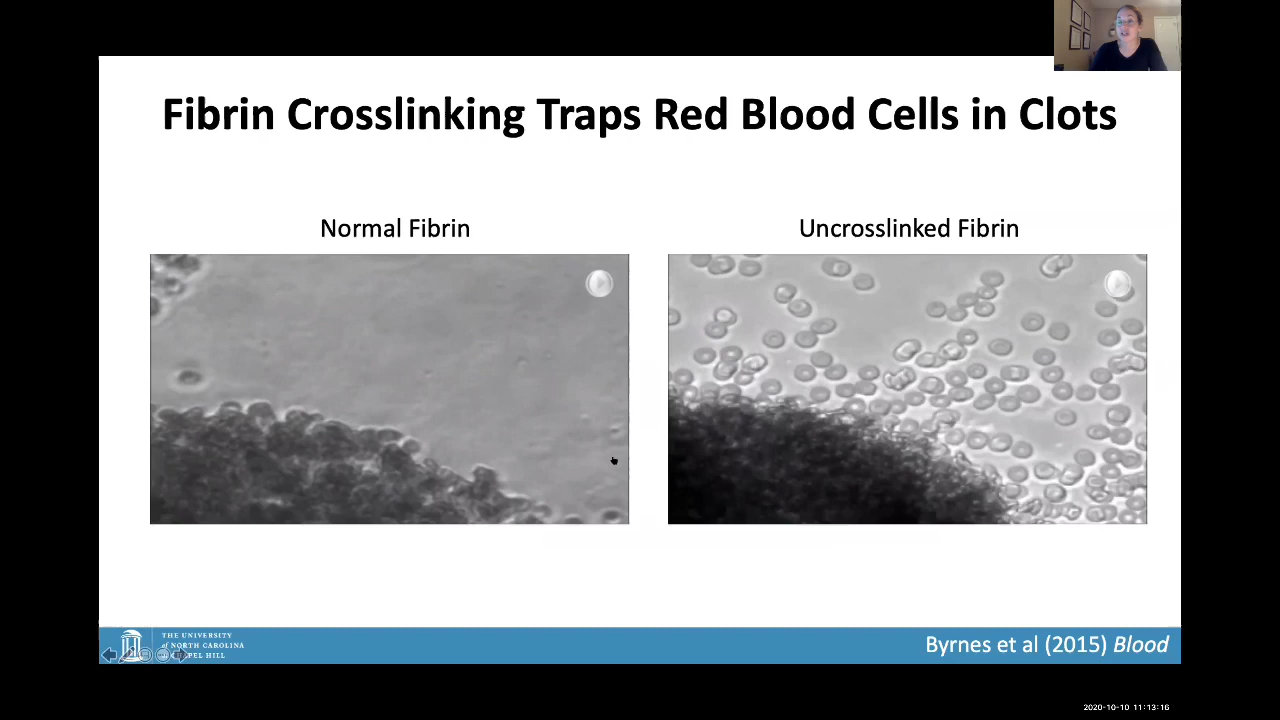 Fibrin Crosslinking Traps Red Blood Cells in Clots
Normal Fibrin
Uncrosslinked Fibrin
THE UNIVERSITY
of NORTH CAROLINA
HILL
Byrnes et al (2015) Blood
2020-10-10 11:13:16